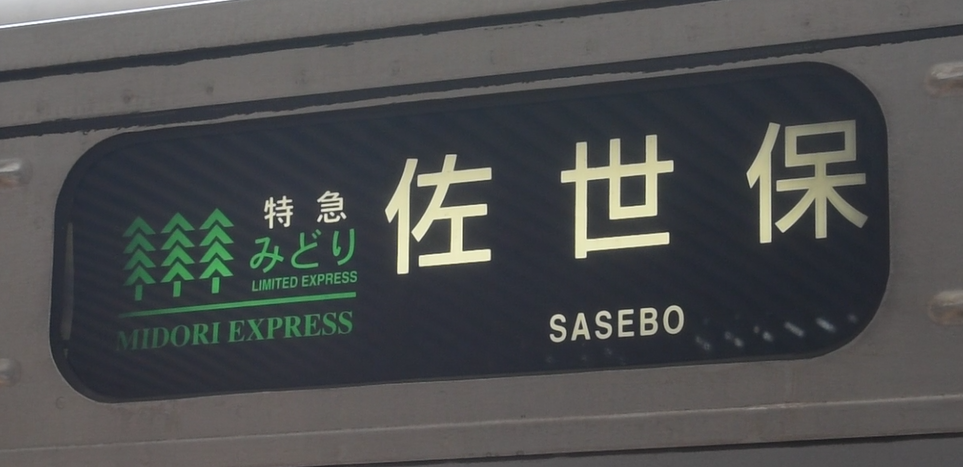 特急
みどり
LIMITED EXPRESS
MIDORI EXPRESS
佐世保
SASEBO